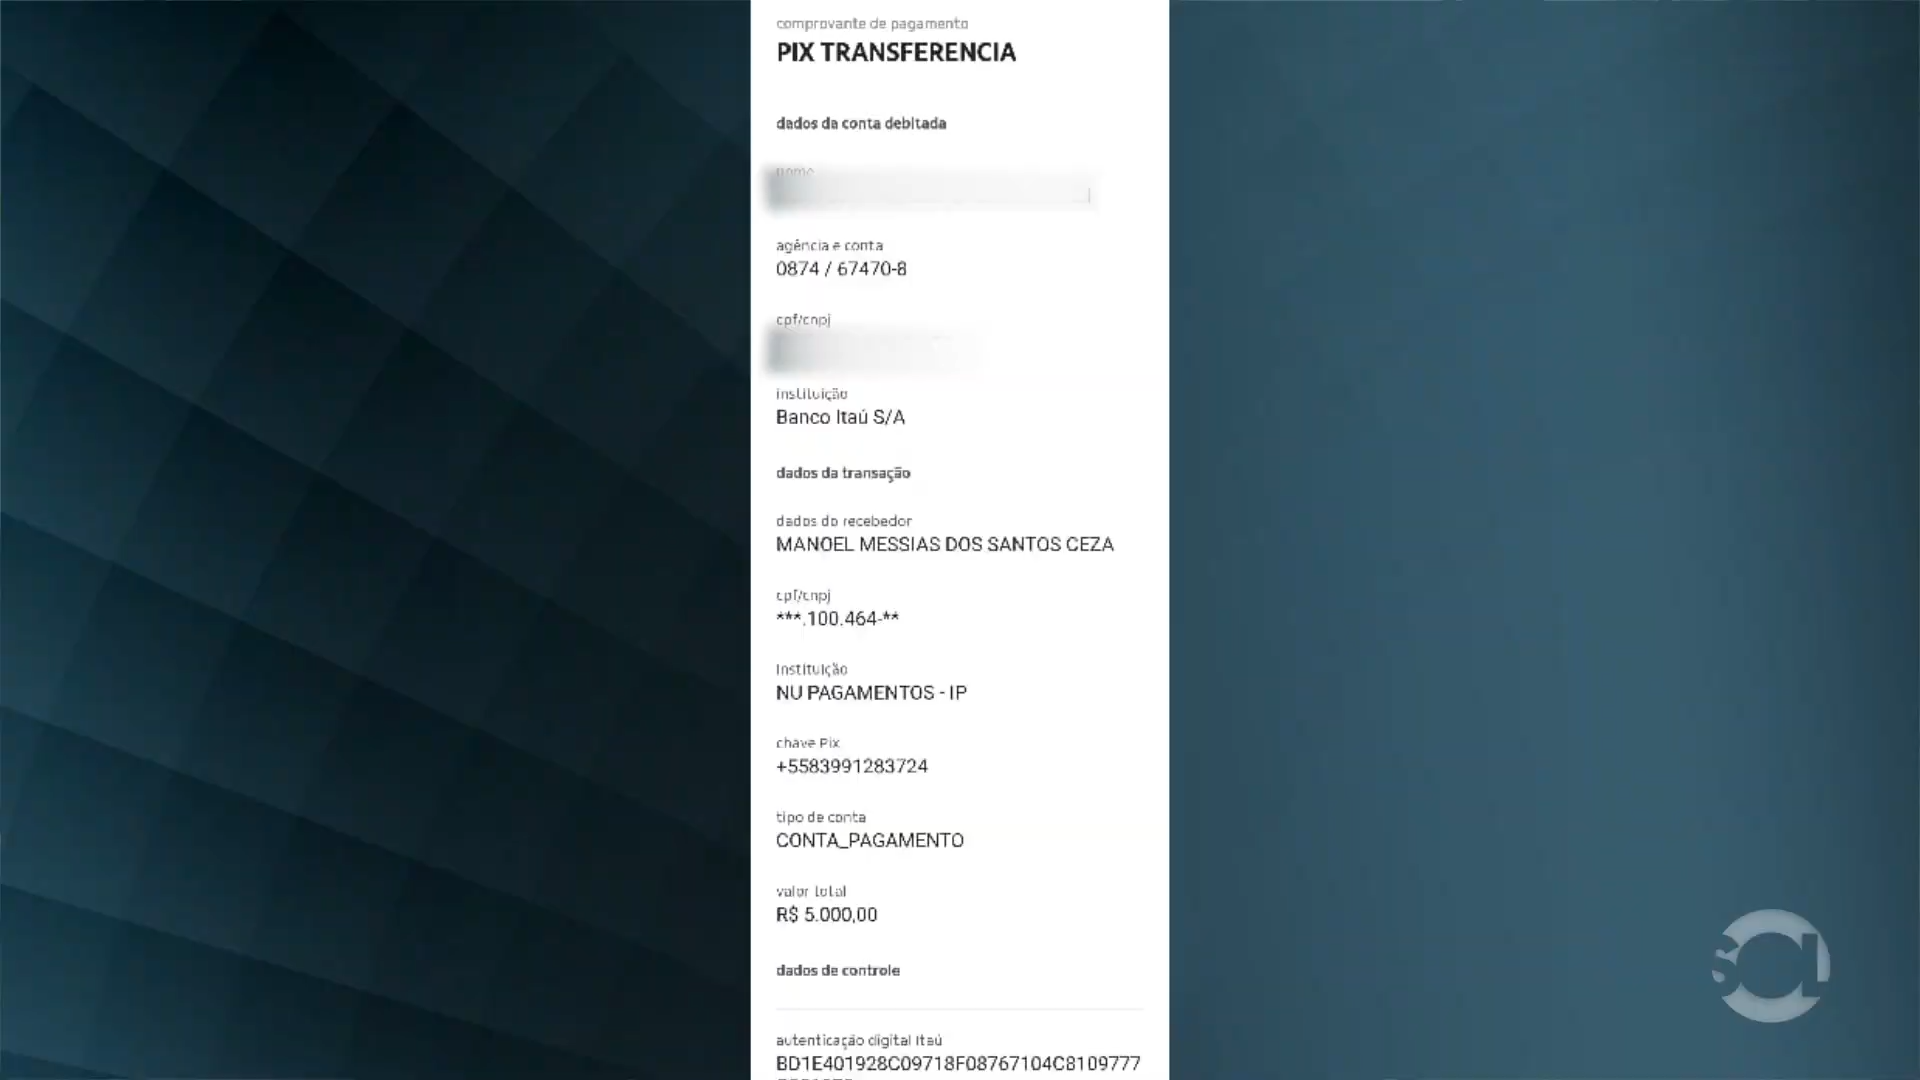 comprovante de pagamento
PIX TRANSFERENCIA
dados da conta debitada
nome
agência e conta
0874 / 67470-8
cpf/cnpj
instituição
Banco Itaú S/A
dados da transação
dados do recebedor
MANOEL MESSIAS DOS SANTOS CEZA
cpf/cnpj
***.100.464-**
instituição
NU PAGAMENTOS - IP
chave Pix
+5583991283724
tipo de conta
CONTA_PAGAMENTO
valor total
R$ 5.000,00
dados de controle
autenticação digital Itaú
BD1E401928C09718F08767104C8109777
SOL